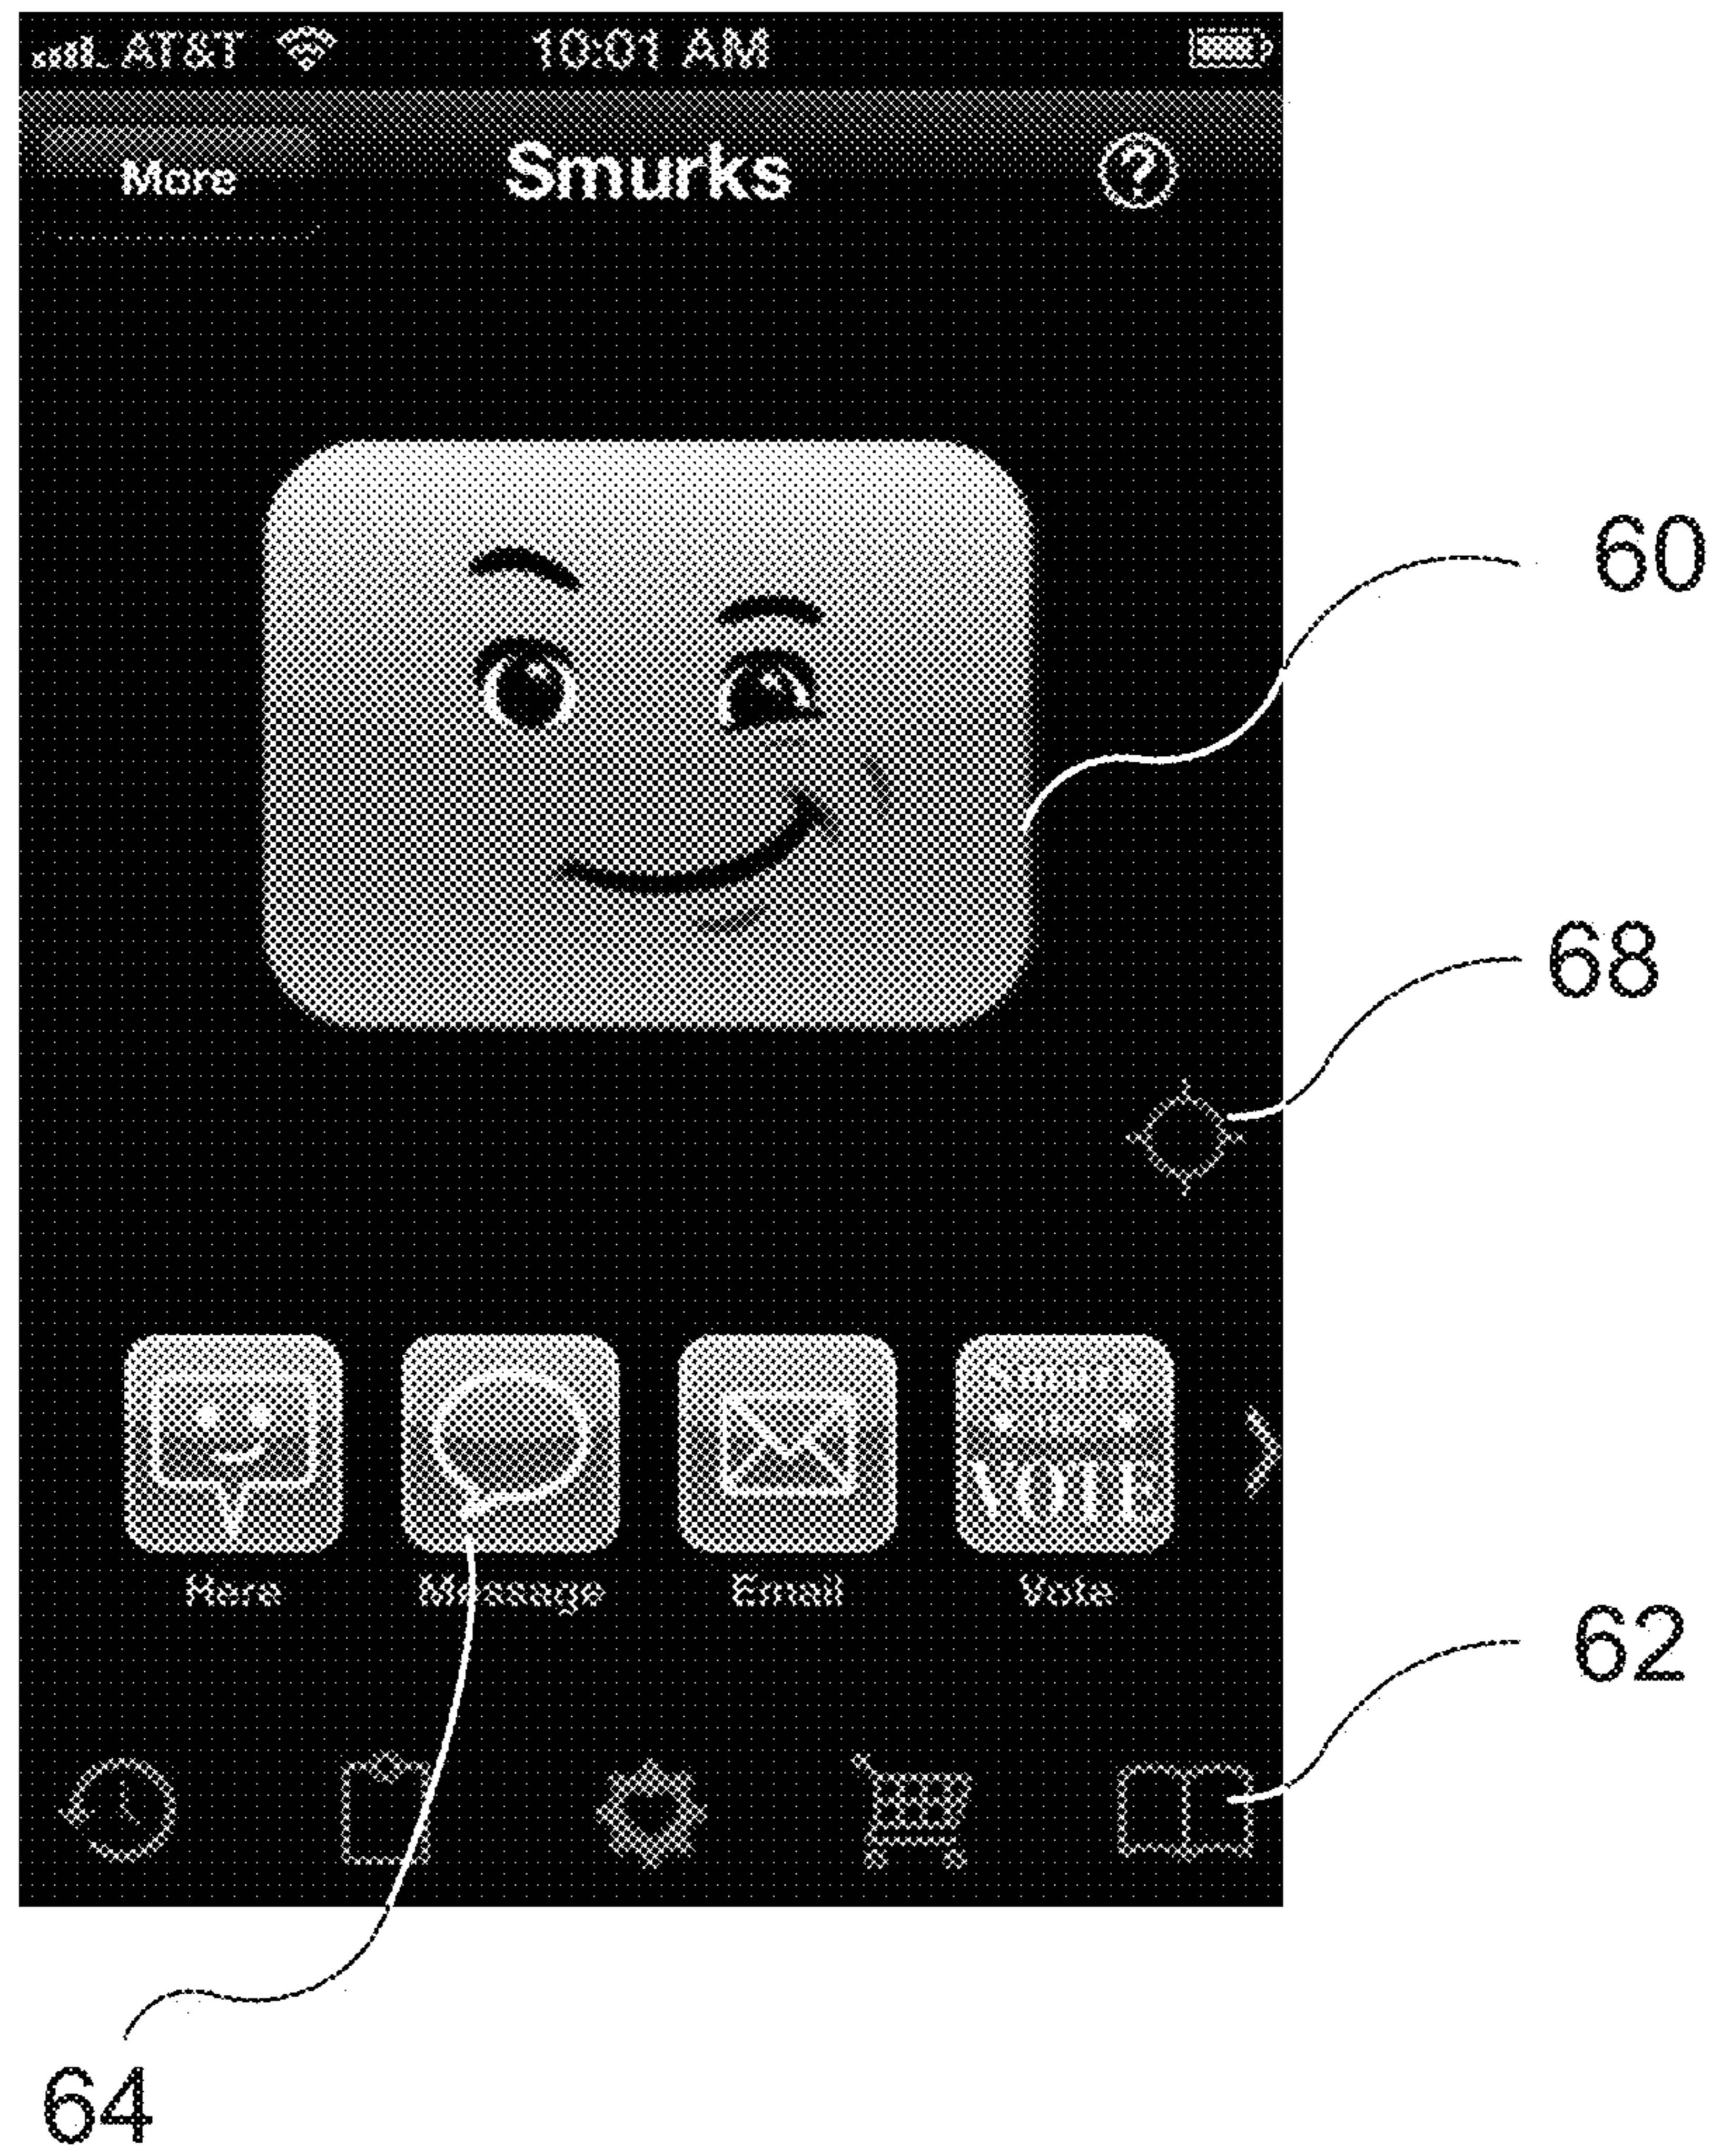 AT&T 10:01 AM
More Smurks
60
68
VOTE
Here Message Email Vote
62
64